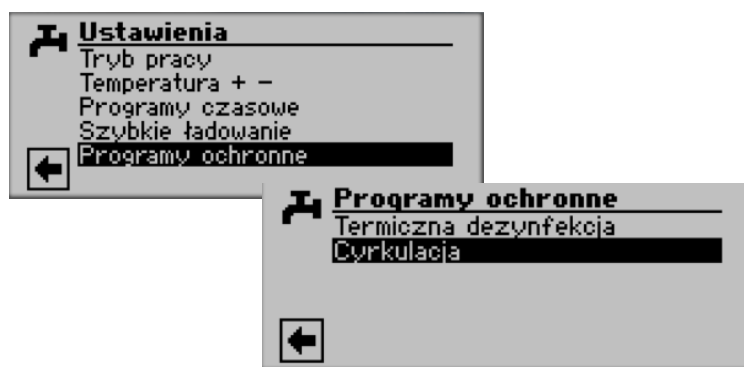 Ustawienia
Tryb pracy
Temperatura + -
Programy czasowe
Szybkie ładowanie
Programy ochronne
Programy ochronne
Termiczna dezynfekcja
Cyrkulacja